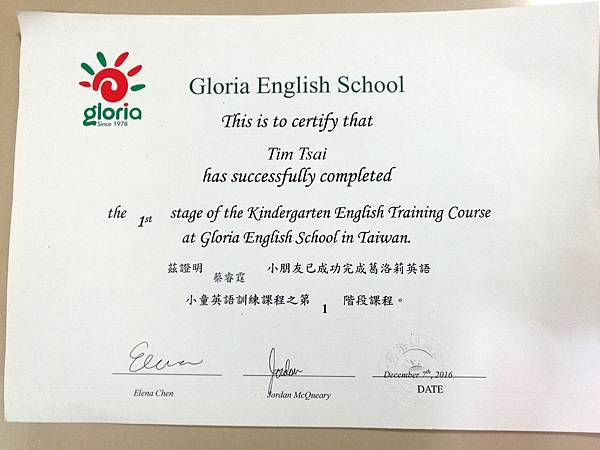 gloria
Since 1978
Gloria English School
This is to certify that
Tim Tsai
has successfully completed
the 1st stage of the Kindergarten English Training Course
at Gloria English School in Taiwan.
茲證明 蔡睿霆 小朋友已成功完成葛洛莉英語
小童英語訓練課程之第 1 階段課程。
Elena Jordan December 7th, 2016
Elena Chen Jordan McQueary DATE